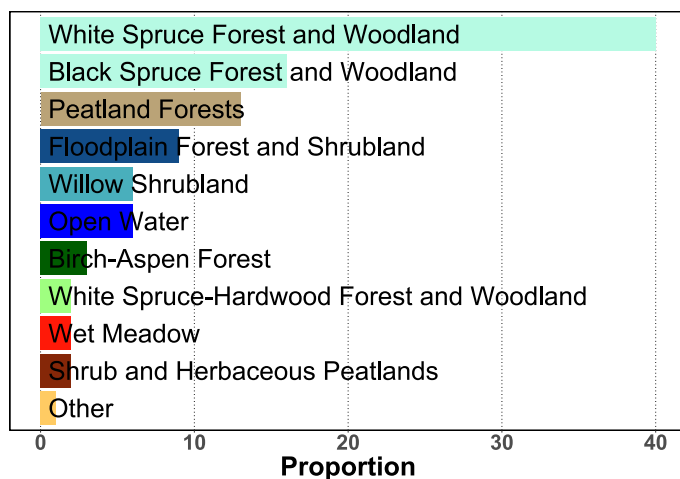 White Spruce Forest and Woodland
Black Spruce Forest and Woodland
Peatland Forests
Floodplain Forest and Shrubland
Willow Shrubland
Open Water
Birch-Aspen Forest
White Spruce-Hardwood Forest and Woodland
Wet Meadow
Shrub and Herbaceous Peatlands
Other
0 10 20 30 40
Proportion